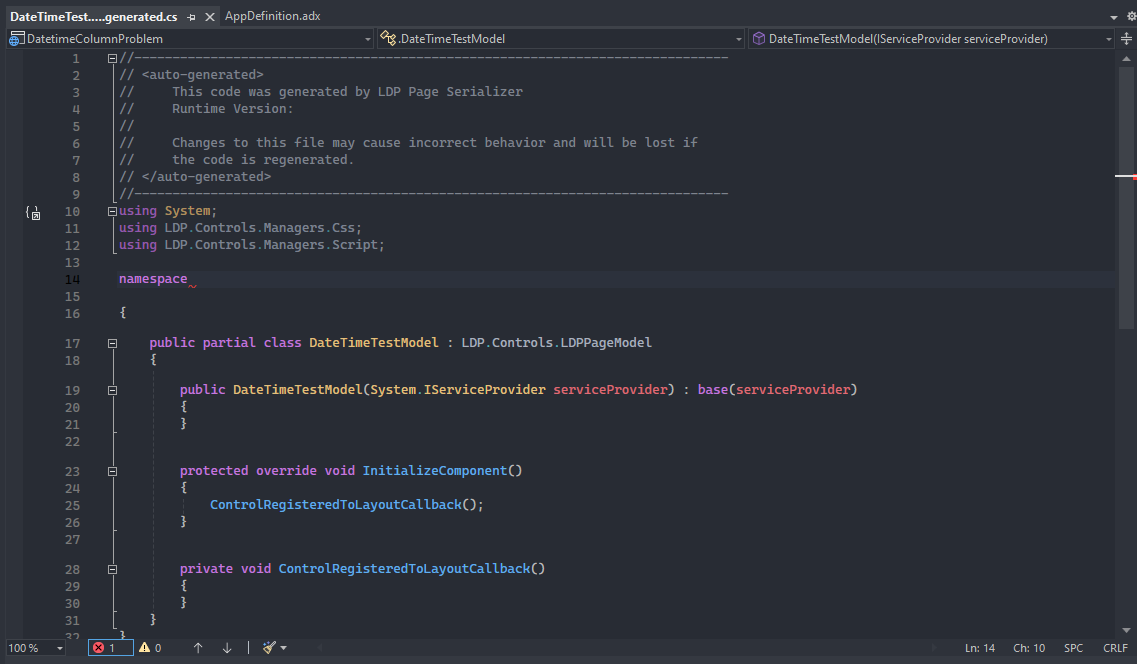 DateTimeTest.....generated.cs AppDefinition.adx
DatetimeColumnProblem .DateTimeTestModel DateTimeTestModel(IServiceProvider serviceProvider)
1 //------------------------------------------------------------------------------
2 // <auto-generated>
3 //     This code was generated by LDP Page Serializer
4 //     Runtime Version:
5 //
6 //     Changes to this file may cause incorrect behavior and will be lost if
7 //     the code is regenerated.
8 // </auto-generated>
9 //------------------------------------------------------------------------------
10 using System;
11 using LDP.Controls.Managers.Css;
12 using LDP.Controls.Managers.Script;
13
14 namespace
15
16 {
17     public partial class DateTimeTestModel : LDP.Controls.LDPPageModel
18     {
19         public DateTimeTestModel(System.IServiceProvider serviceProvider) : base(serviceProvider)
20         {
21         }
22
23         protected override void InitializeComponent()
24         {
25             ControlRegisteredToLayoutCallback();
26         }
27
28         private void ControlRegisteredToLayoutCallback()
29         {
30         }
31     }
32 }
100 % 1 0 Ln: 14 Ch: 10 SPC CRLF